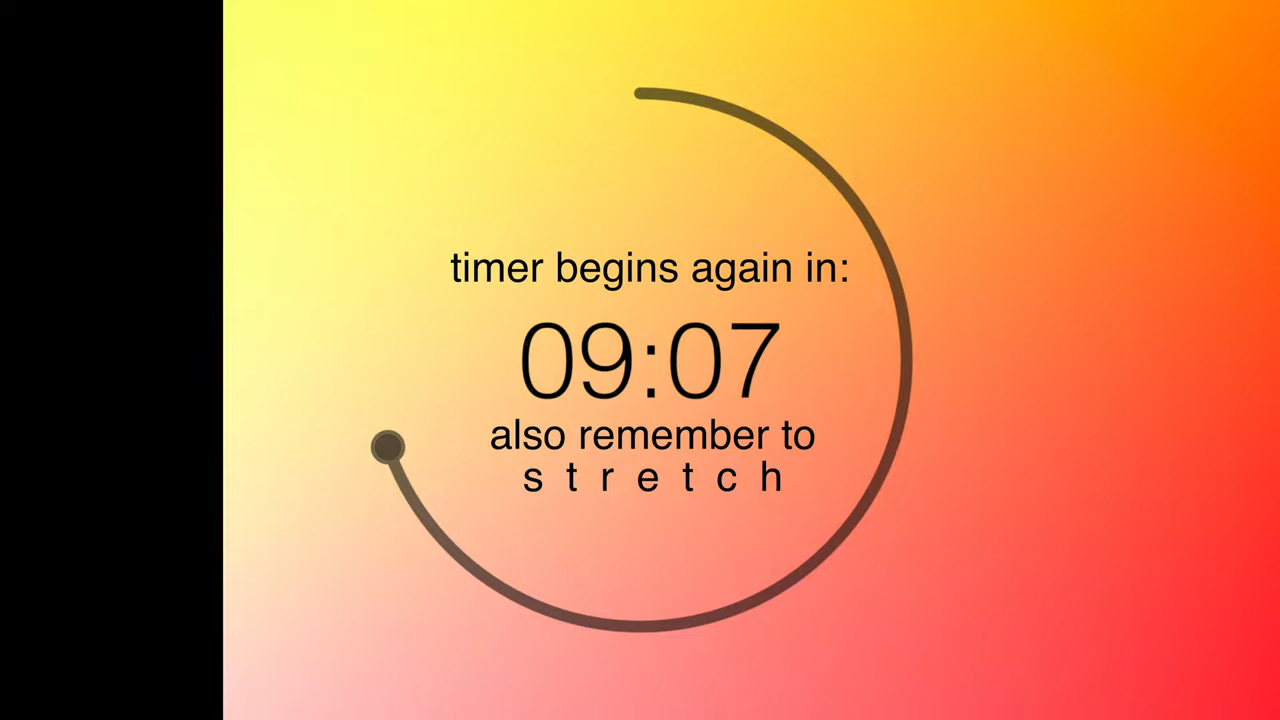 timer begins again in:
09:07
also remember to
s t r e t c h